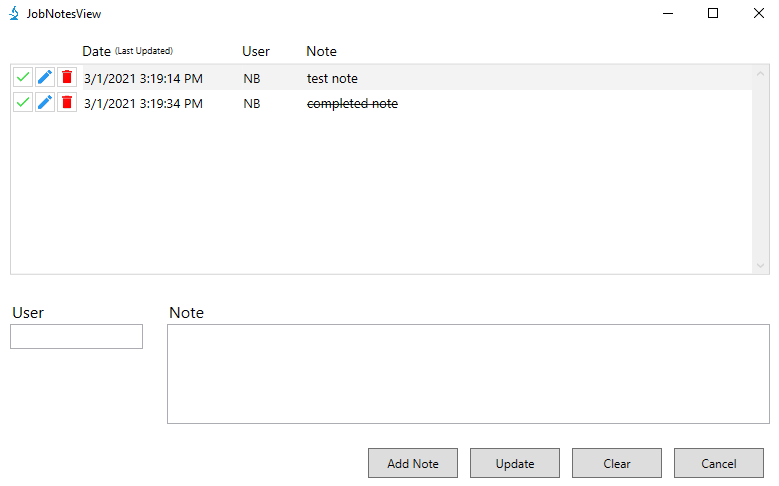 JobNotesView
Date (Last Updated) User Note
3/1/2021 3:19:14 PM NB test note
3/1/2021 3:19:34 PM NB completed note
User Note
Add Note Update Clear Cancel